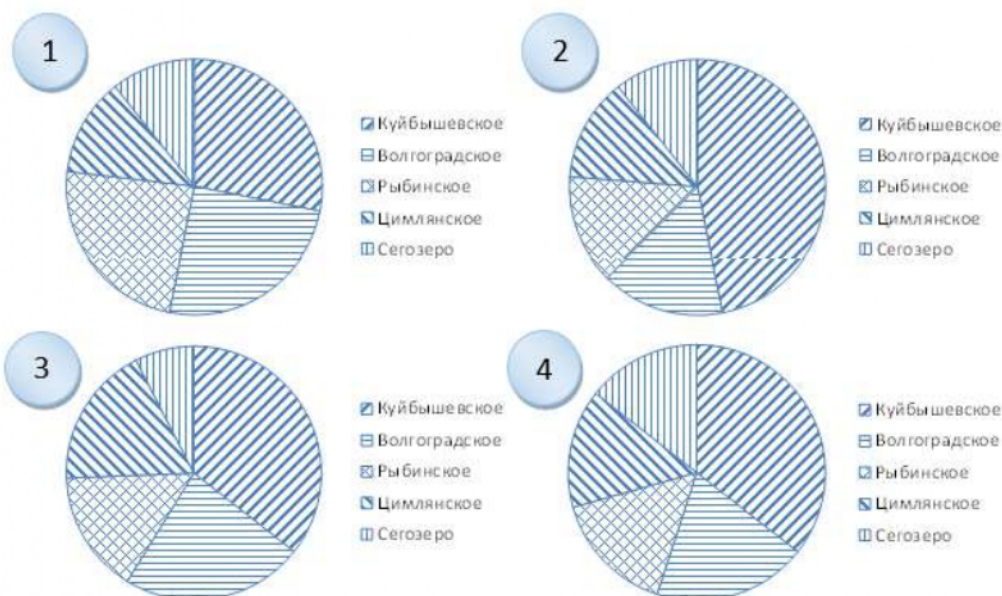 1
Куйбышевское
Волгоградское
Рыбинское
Цимлянское
Сегозеро
2
Куйбышевское
Волгоградское
Рыбинское
Цимлянское
Сегозеро
3
Куйбышевское
Волгоградское
Рыбинское
Цимлянское
Сегозеро
4
Куйбышевское
Волгоградское
Рыбинское
Цимлянское
Сегозеро